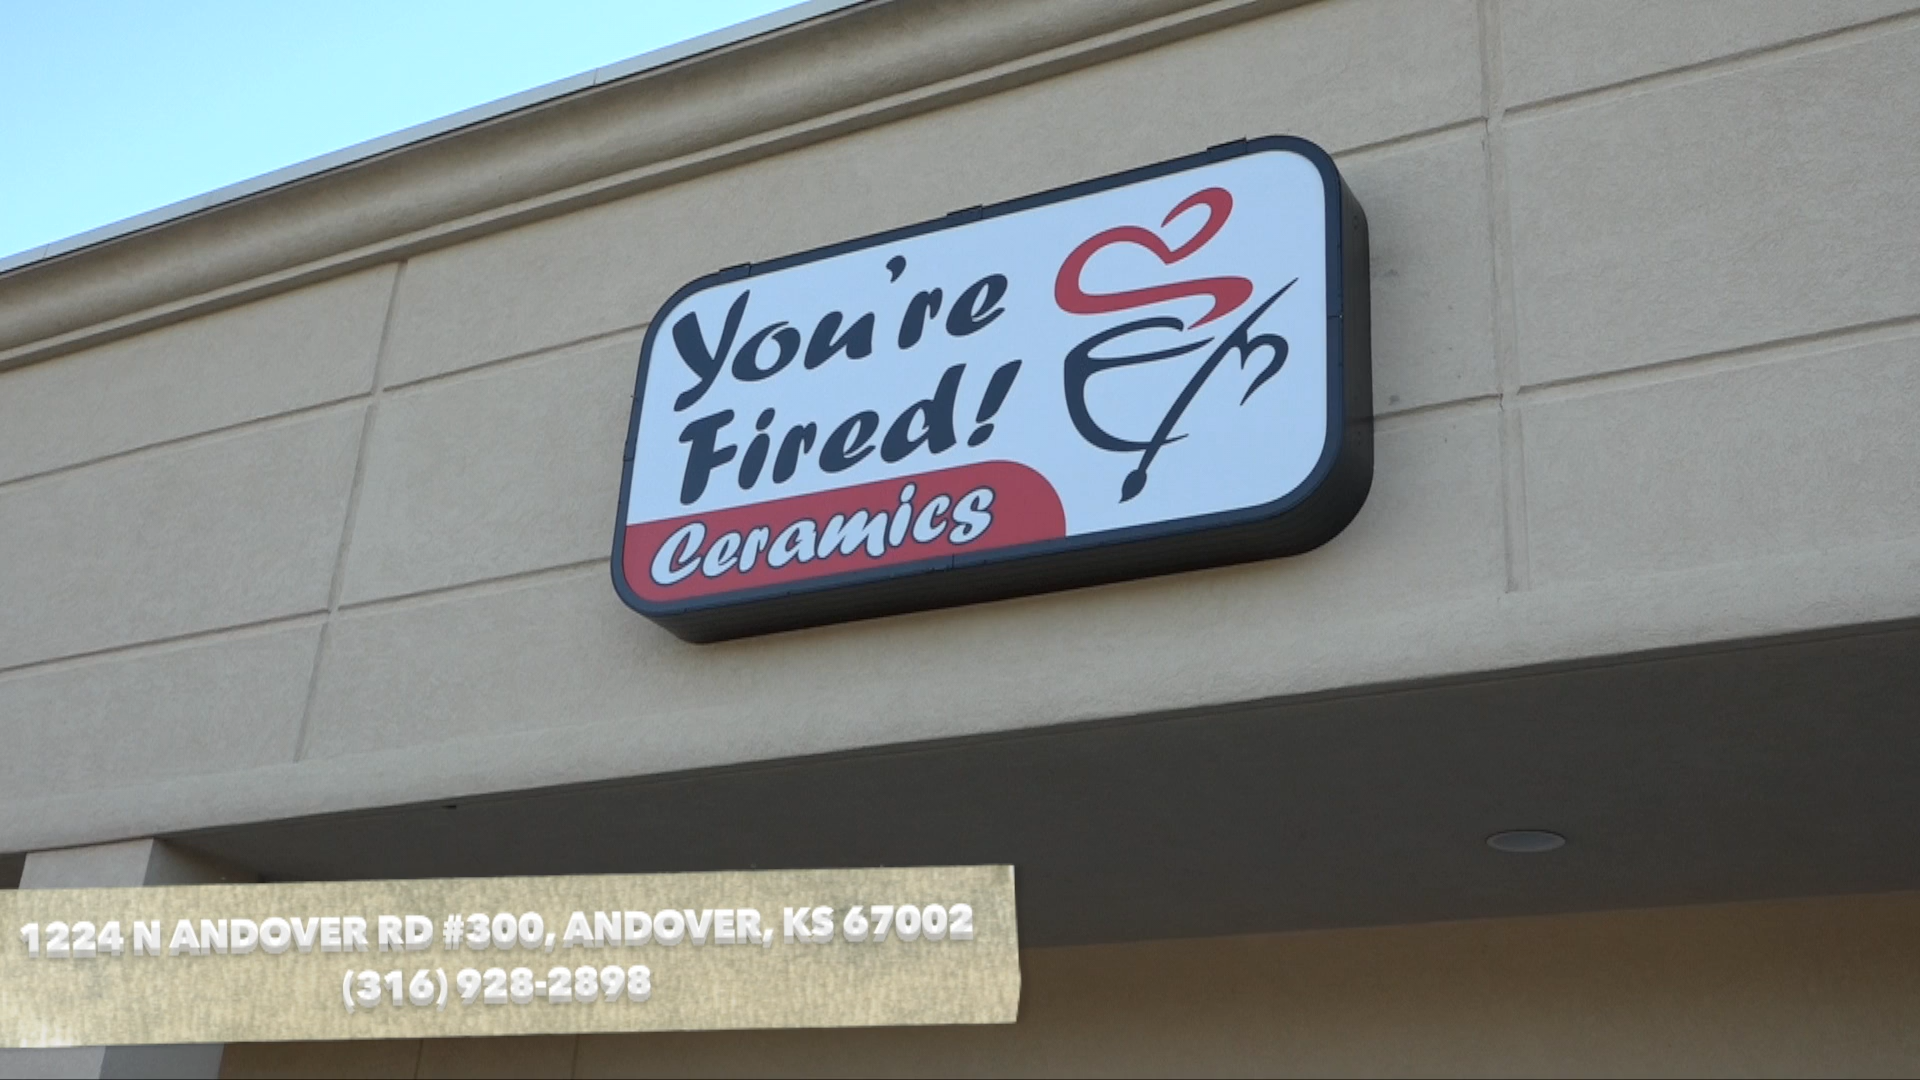 You're
Fired!
Ceramics
1224 N ANDOVER RD #300, ANDOVER, KS 67002
(316) 928-2898